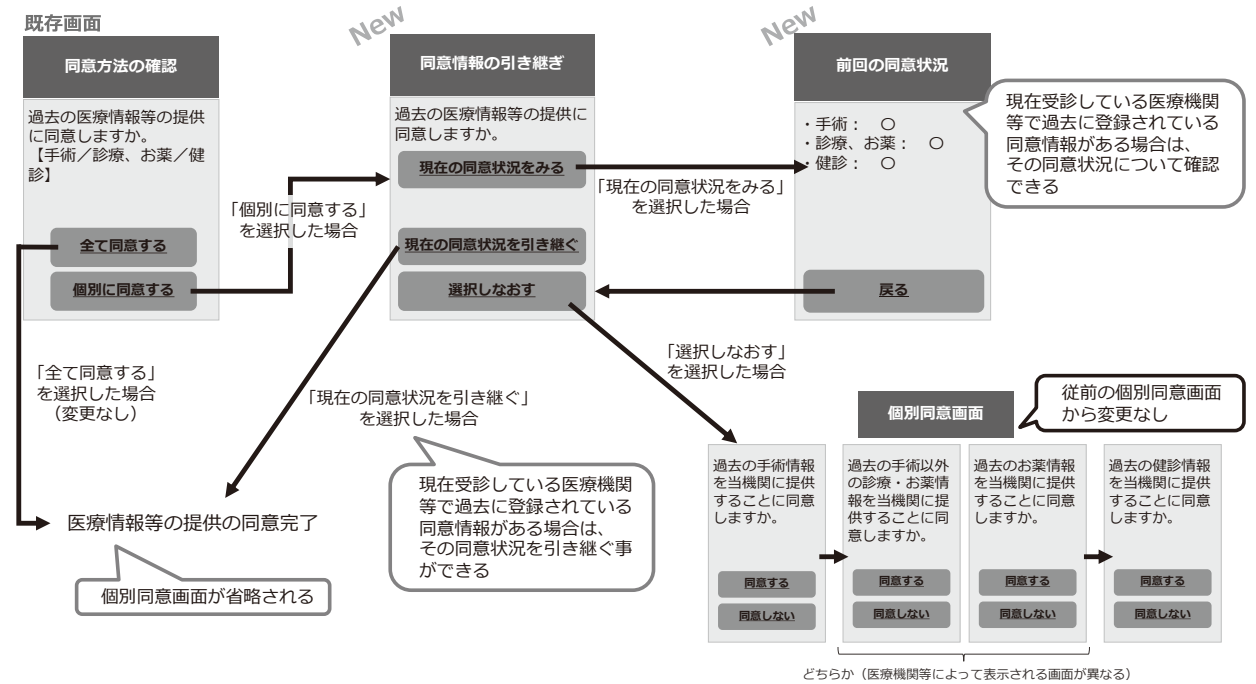 既存画面
同意方法の確認
過去の医療情報等の提供
に同意しますか。
【手術／診療、お薬／健
診】
全て同意する
個別に同意する
「個別に同意する」
を選択した場合
「全て同意する」
を選択した場合
（変更なし）
New
同意情報の引き継ぎ
過去の医療情報等の提供に
同意しますか。
現在の同意状況をみる
現在の同意状況を引き継ぐ
選択しなおす
「現在の同意状況をみる」
を選択した場合
New
前回の同意状況
・手術：　〇
・診療、お薬：　〇
・健診：　〇
戻る
現在受診している医療機関
等で過去に登録されている
同意情報がある場合は、
その同意状況について確認
できる
「現在の同意状況を引き継ぐ」
を選択した場合
現在受診している医療機関
等で過去に登録されている
同意情報がある場合は、
その同意状況を引き継ぐ事
ができる
医療情報等の提供の同意完了
個別同意画面が省略される
「選択しなおす」
を選択した場合
個別同意画面
従前の個別同意画面
から変更なし
過去の手術情報
を当機関に提供
することに同意
しますか。
同意する
同意しない
過去の手術以外
の診療・お薬情
報を当機関に提
供することに同
意しますか。
同意する
同意しない
過去のお薬情報
を当機関に提供
することに同意
しますか。
同意する
同意しない
過去の健診情報
を当機関に提供
することに同意
しますか。
同意する
同意しない
どちらか（医療機関等によって表示される画面が異なる）